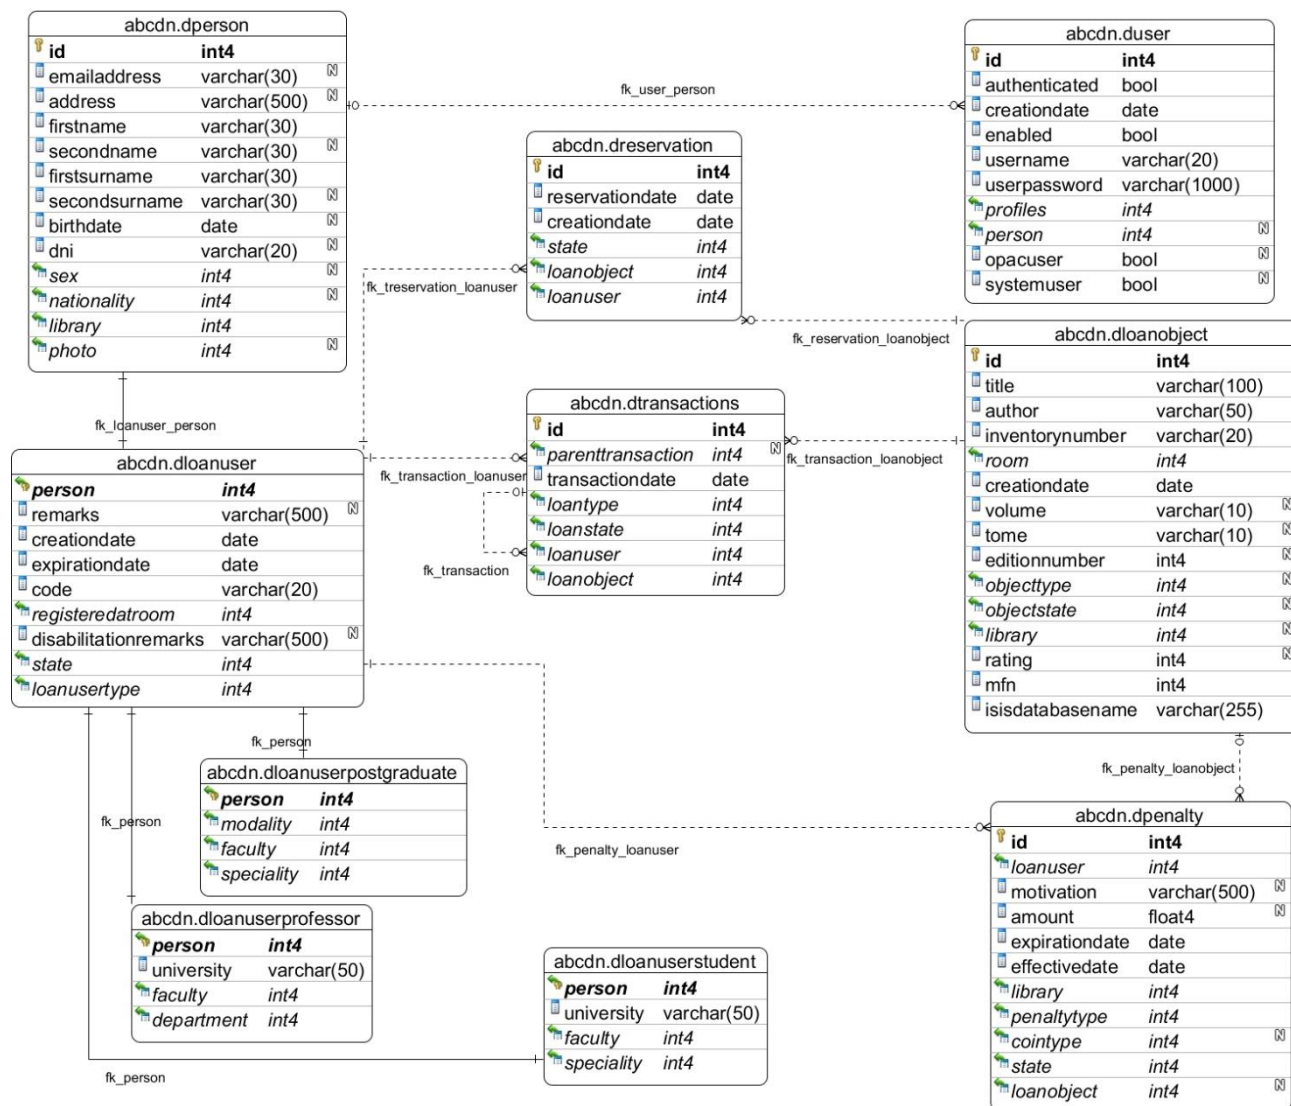 abcdn.dperson
id int4
emailaddress varchar(30) N
address varchar(500) N
firstname varchar(30)
secondname varchar(30) N
firstsurname varchar(30)
secondsurname varchar(30) N
birthdate date N
dni varchar(20) N
sex int4 N
nationality int4 N
library int4
photo int4 N
fk_user_person
abcdn.duser
id int4
authenticated bool
creationdate date
enabled bool
username varchar(20)
userpassword varchar(1000)
profiles int4
person int4 N
opacuser bool N
systemuser bool N
abcdn.dreservation
id int4
reservationdate date
creationdate date
state int4
loanobject int4
loanuser int4
fk_treservation_loanuser
fk_reservation_loanobject
abcdn.dloanobject
id int4
title varchar(100)
author varchar(50)
inventorynumber varchar(20)
room int4
creationdate date
volume varchar(10) N
tome varchar(10) N
editionnumber int4 N
objecttype int4 N
objectstate int4 N
library int4 N
rating int4 N
mfn int4
isisdatabasename varchar(255)
abcdn.dtransactions
id int4
parenttransaction int4 N
transactiondate date
loantype int4
loanstate int4
loanuser int4
loanobject int4
fk_transaction_loanobject
fk_transaction_loanuser
fk_transaction
fk_loanuser_person
abcdn.dloanuser
person int4
remarks varchar(500) N
creationdate date
expirationdate date
code varchar(20)
registeredatroom int4
disabilitationremarks varchar(500) N
state int4
loanusertype int4
fk_person
abcdn.dloanuserpostgraduate
person int4
modality int4
faculty int4
speciality int4
fk_person
abcdn.dloanuserprofessor
person int4
university varchar(50)
faculty int4
department int4
fk_person
abcdn.dloanuserstudent
person int4
university varchar(50)
faculty int4
speciality int4
fk_penalty_loanuser
fk_penalty_loanobject
abcdn.dpenalty
id int4
loanuser int4
motivation varchar(500) N
amount float4 N
expirationdate date
effectivedate date
library int4
penaltytype int4
cointype int4 N
state int4
loanobject int4 N